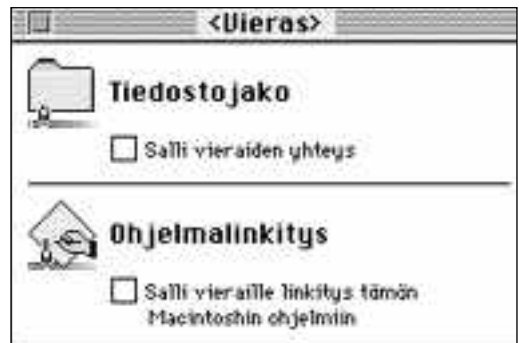 <Vieras>
Tiedostojako
Salli vieraiden yhteys
Ohjelmalinkitys
Salli vieraille linkitys tämän
Macintoshin ohjelmiin